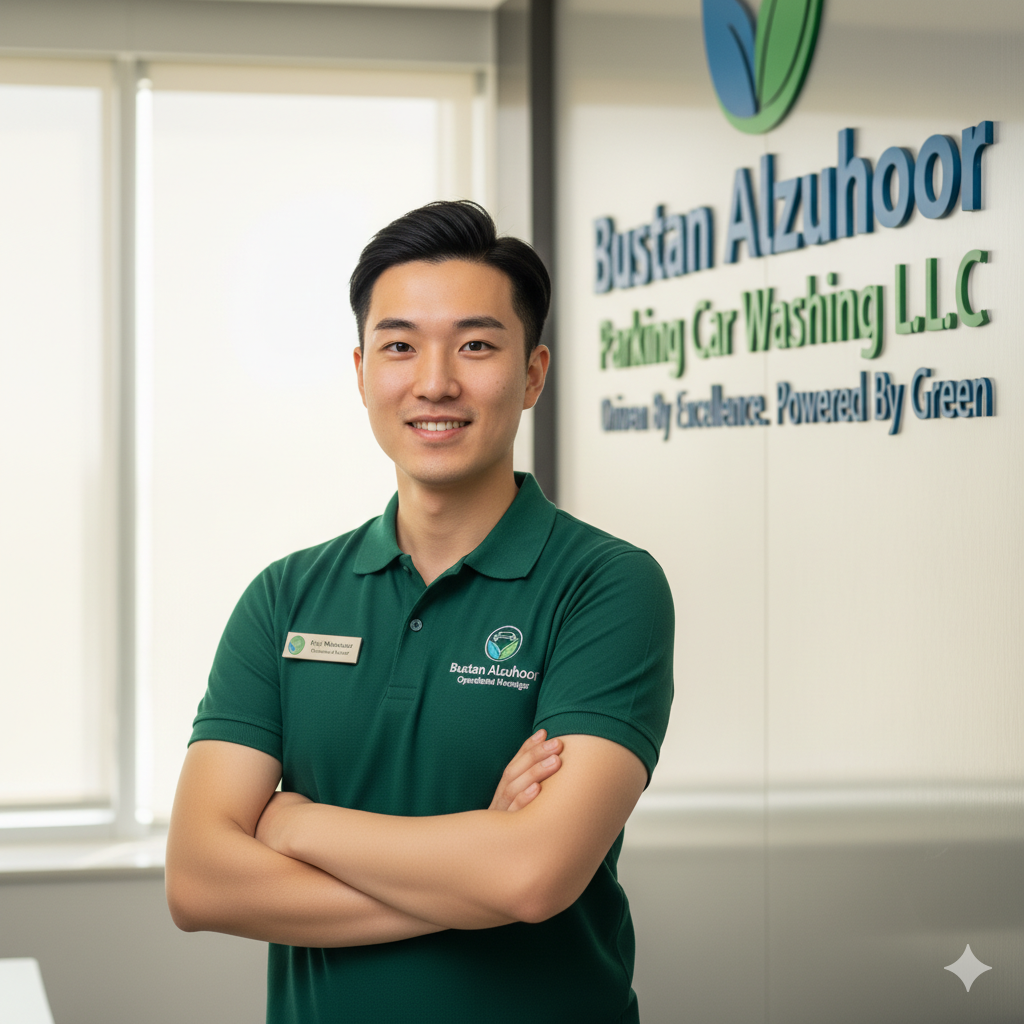 Bustan Alzuhoor
Parking Car Washing L.L.C
Driven By Excellence. Powered By Green
Bustan Alzuhoor